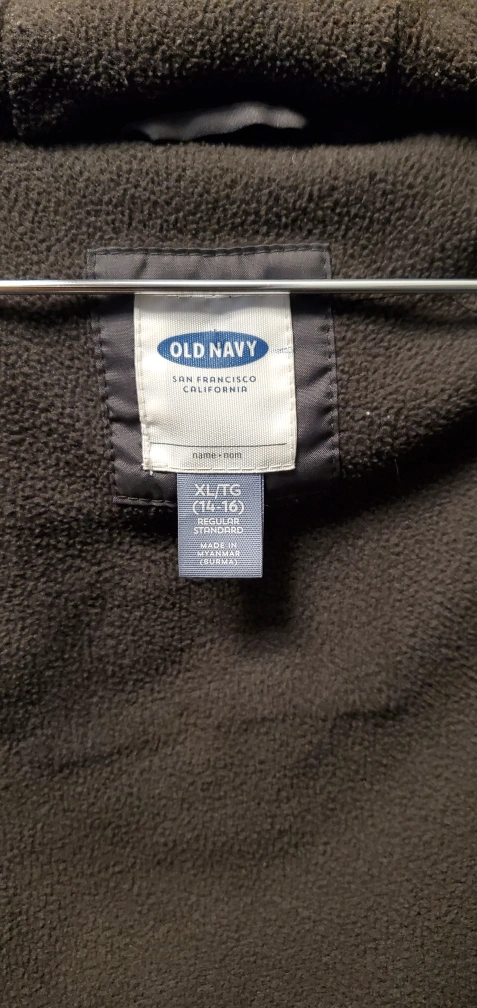 OLD NAVY
SAN FRANCISCO
CALIFORNIA
name • nom
XL/TG
(14-16)
REGULAR
STANDARD
MADE IN
MYANMAR
(BURMA)